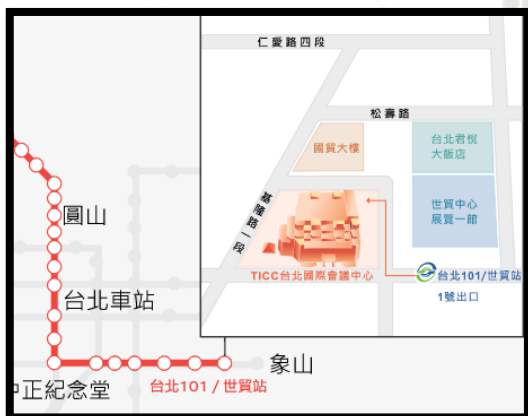 仁愛路四段
松壽路
國貿大樓
台北君悅
大飯店
世貿中心
展覽一館
基隆路一段
TICC台北國際會議中心
台北101/世貿站
1號出口
圓山
台北車站
象山
中正紀念堂
台北101 / 世貿站